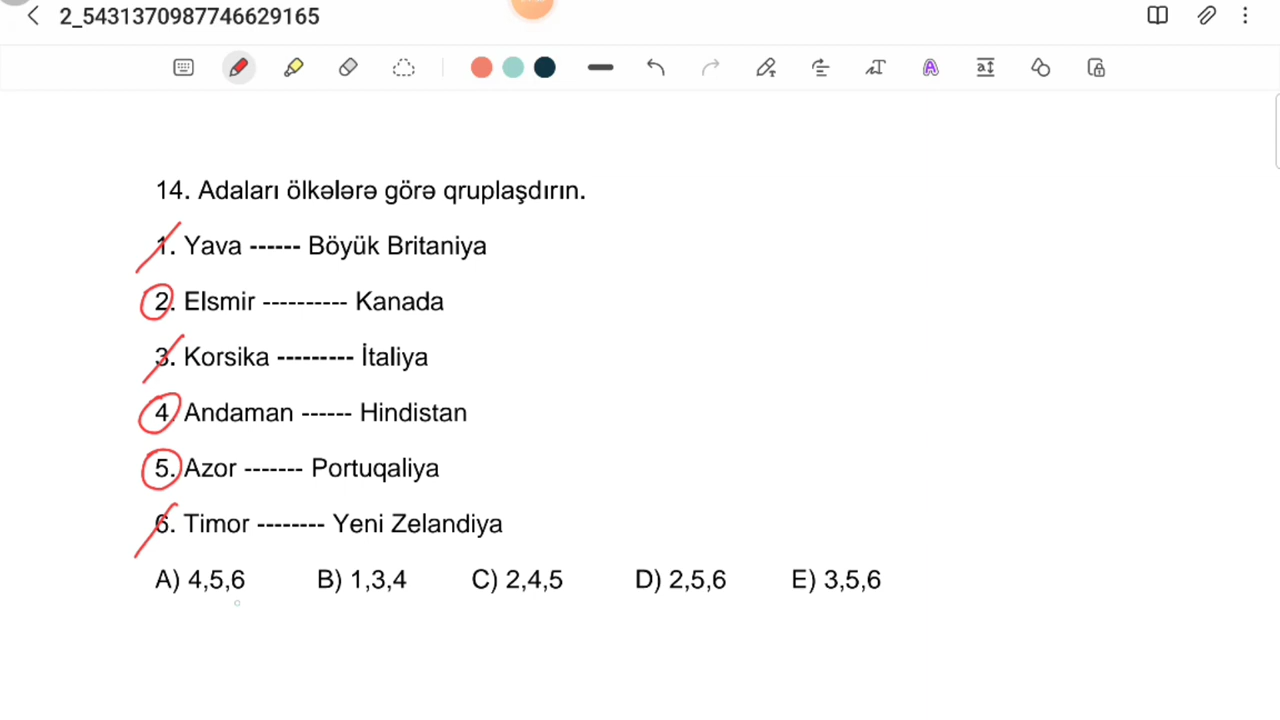 2_5431370987746629165
14. Adaları ölkələrə görə qruplaşdırın.
1. Yava ------ Böyük Britaniya
2. Elsmir ---------- Kanada
3. Korsika --------- İtaliya
4. Andaman ------ Hindistan
5. Azor ------- Portuqaliya
6. Timor -------- Yeni Zelandiya
A) 4,5,6 B) 1,3,4 C) 2,4,5 D) 2,5,6 E) 3,5,6